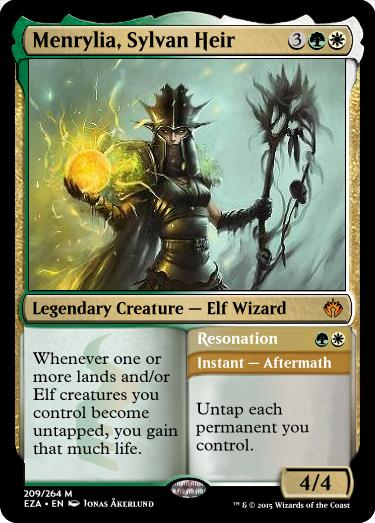 Menrylia, Sylvan Heir 3
Legendary Creature — Elf Wizard
Whenever one or
more lands and/or
Elf creatures you
control become
untapped, you gain
that much life.
Resonation
Instant — Aftermath
Untap each
permanent you
control.
4/4
209/264 M
EZA • EN Jonas Åkerlund
™ & © 2015 Wizards of the Coast